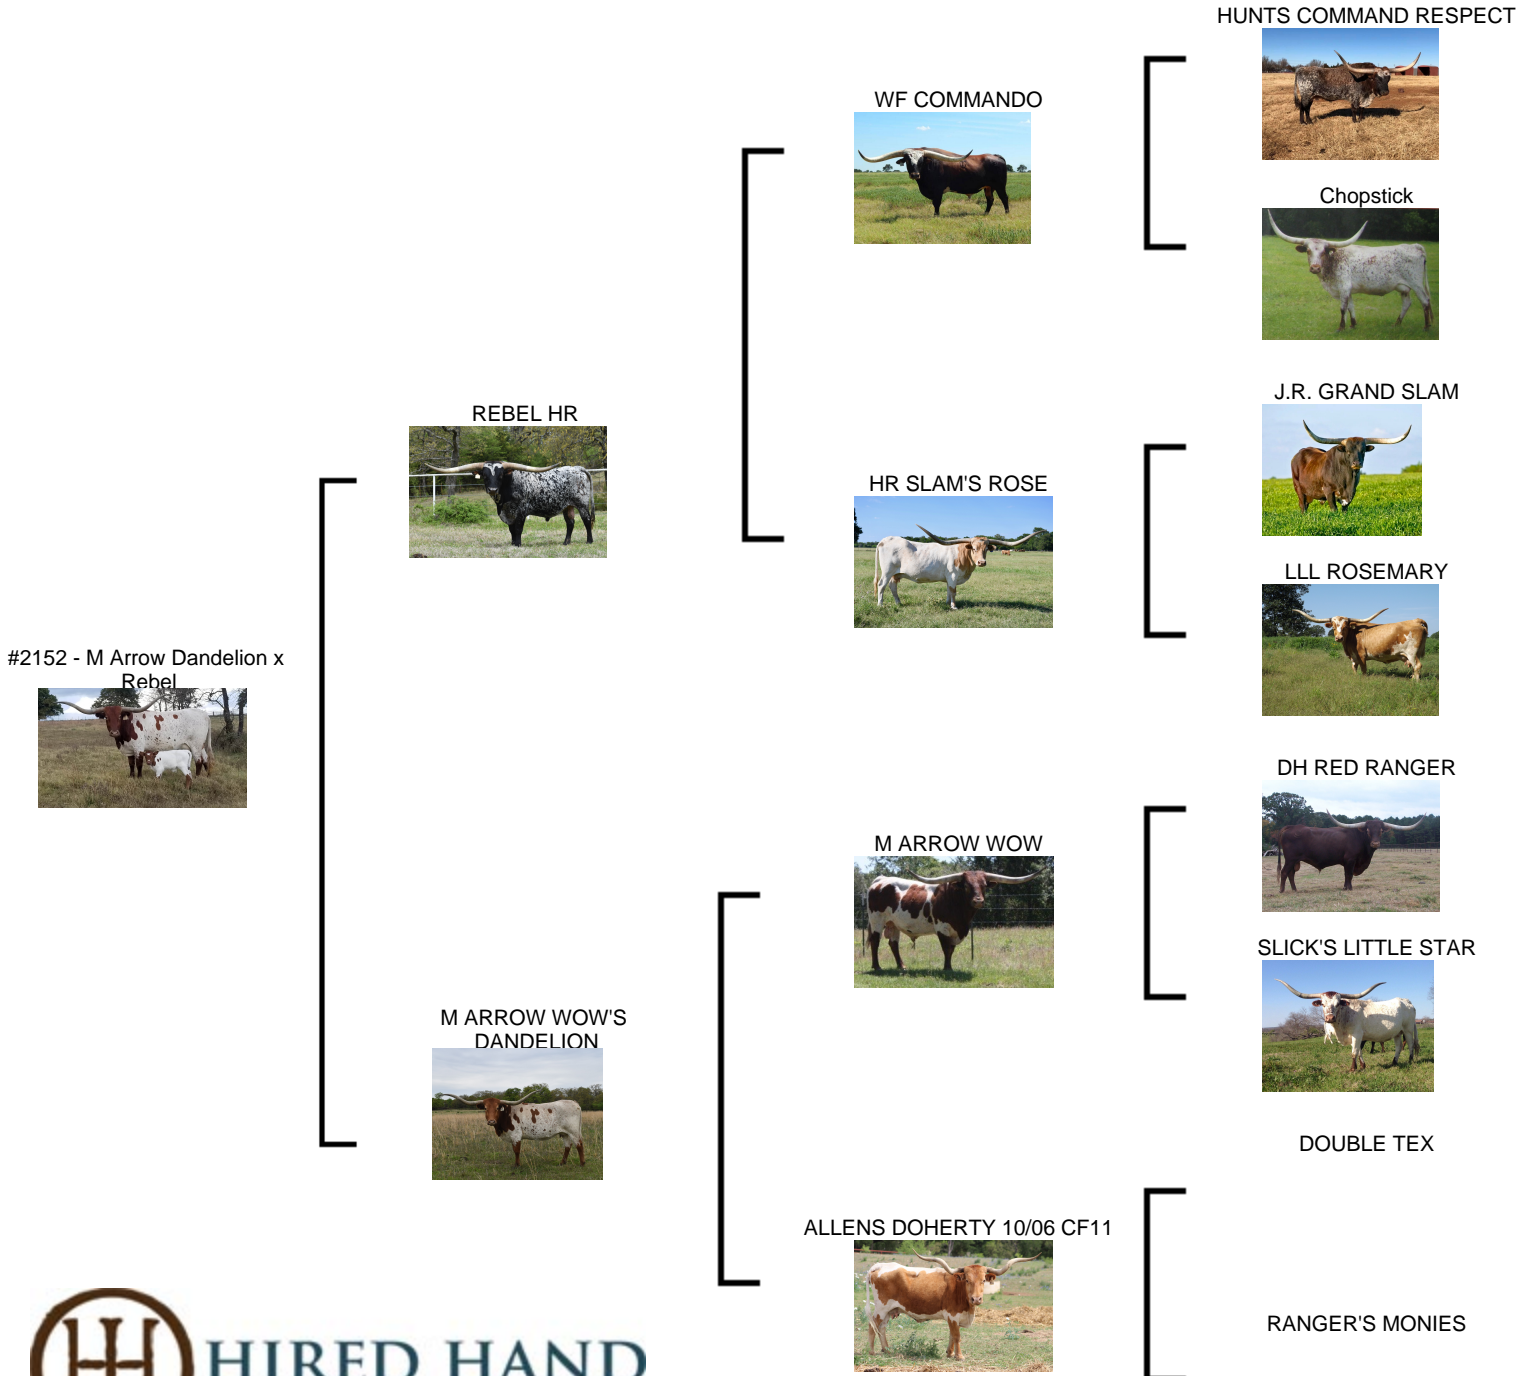 HUNTS COMMAND RESPECT
WF COMMANDO
Chopstick
J.R. GRAND SLAM
REBEL HR
HR SLAM'S ROSE
LLL ROSEMARY
#2152 - M Arrow Dandelion x
Rebel
DH RED RANGER
M ARROW WOW
SLICK'S LITTLE STAR
M ARROW WOW'S
DANDELION
DOUBLE TEX
ALLENS DOHERTY 10/06 CF11
RANGER'S MONIES
HIRED HAND